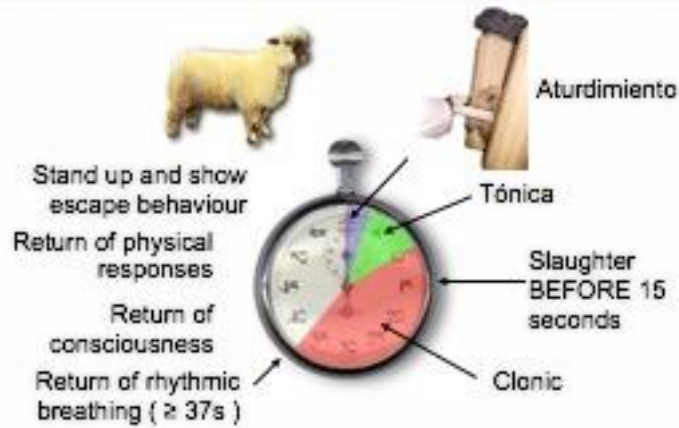 Aturdimiento
Stand up and show
escape behaviour
Tónica
Return of physical
responses
Slaughter
BEFORE 15
seconds
Return of
consciousness
Return of rhythmic
breathing ( ≥ 37s )
Clonic